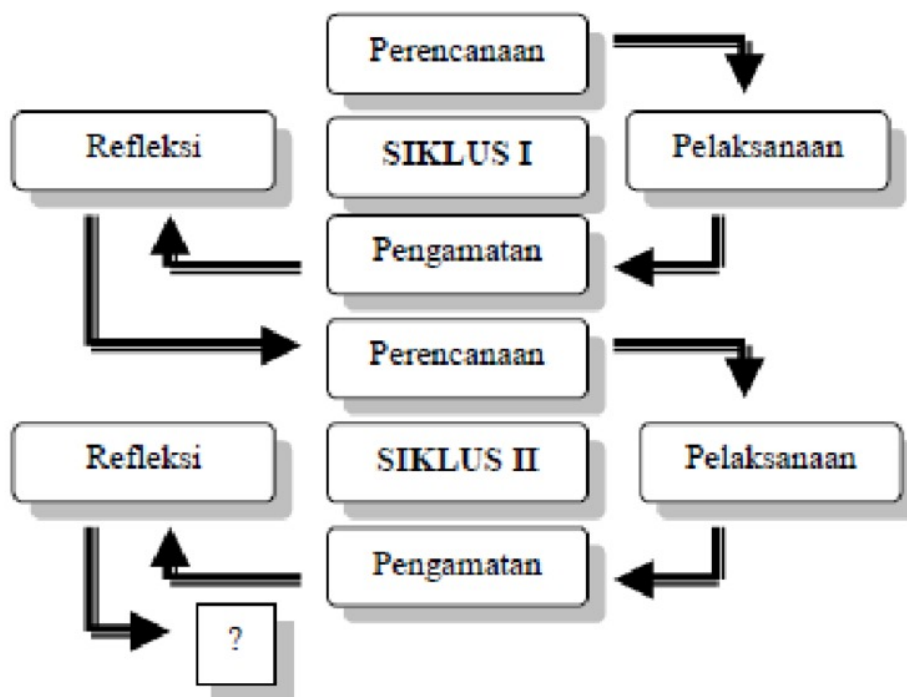 Perencanaan
Refleksi
SIKLUS I
Pelaksanaan
Pengamatan
Perencanaan
Refleksi
SIKLUS II
Pelaksanaan
Pengamatan
?